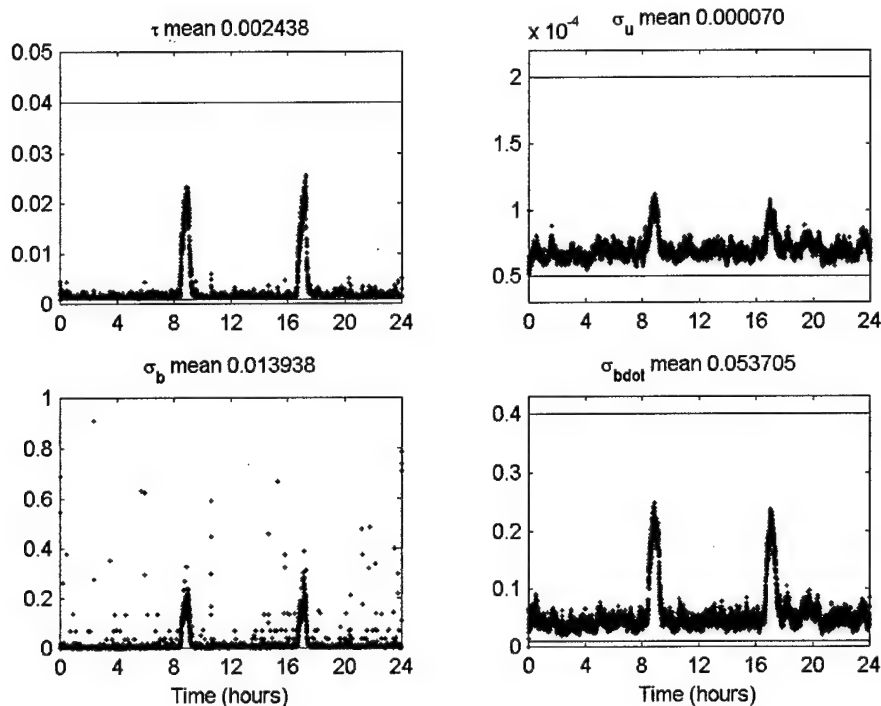 τ mean 0.002438
0.05
0.04
0.03
0.02
0.01
0
0 4 8 12 16 20 24
x 10^-4
σ_u mean 0.000070
2
1.5
1
0.5
0 4 8 12 16 20 24
σ_b mean 0.013938
1
0.8
0.6
0.4
0.2
0
0 4 8 12 16 20 24
Time (hours)
σ_bdot mean 0.053705
0.4
0.3
0.2
0.1
0
0 4 8 12 16 20 24
Time (hours)